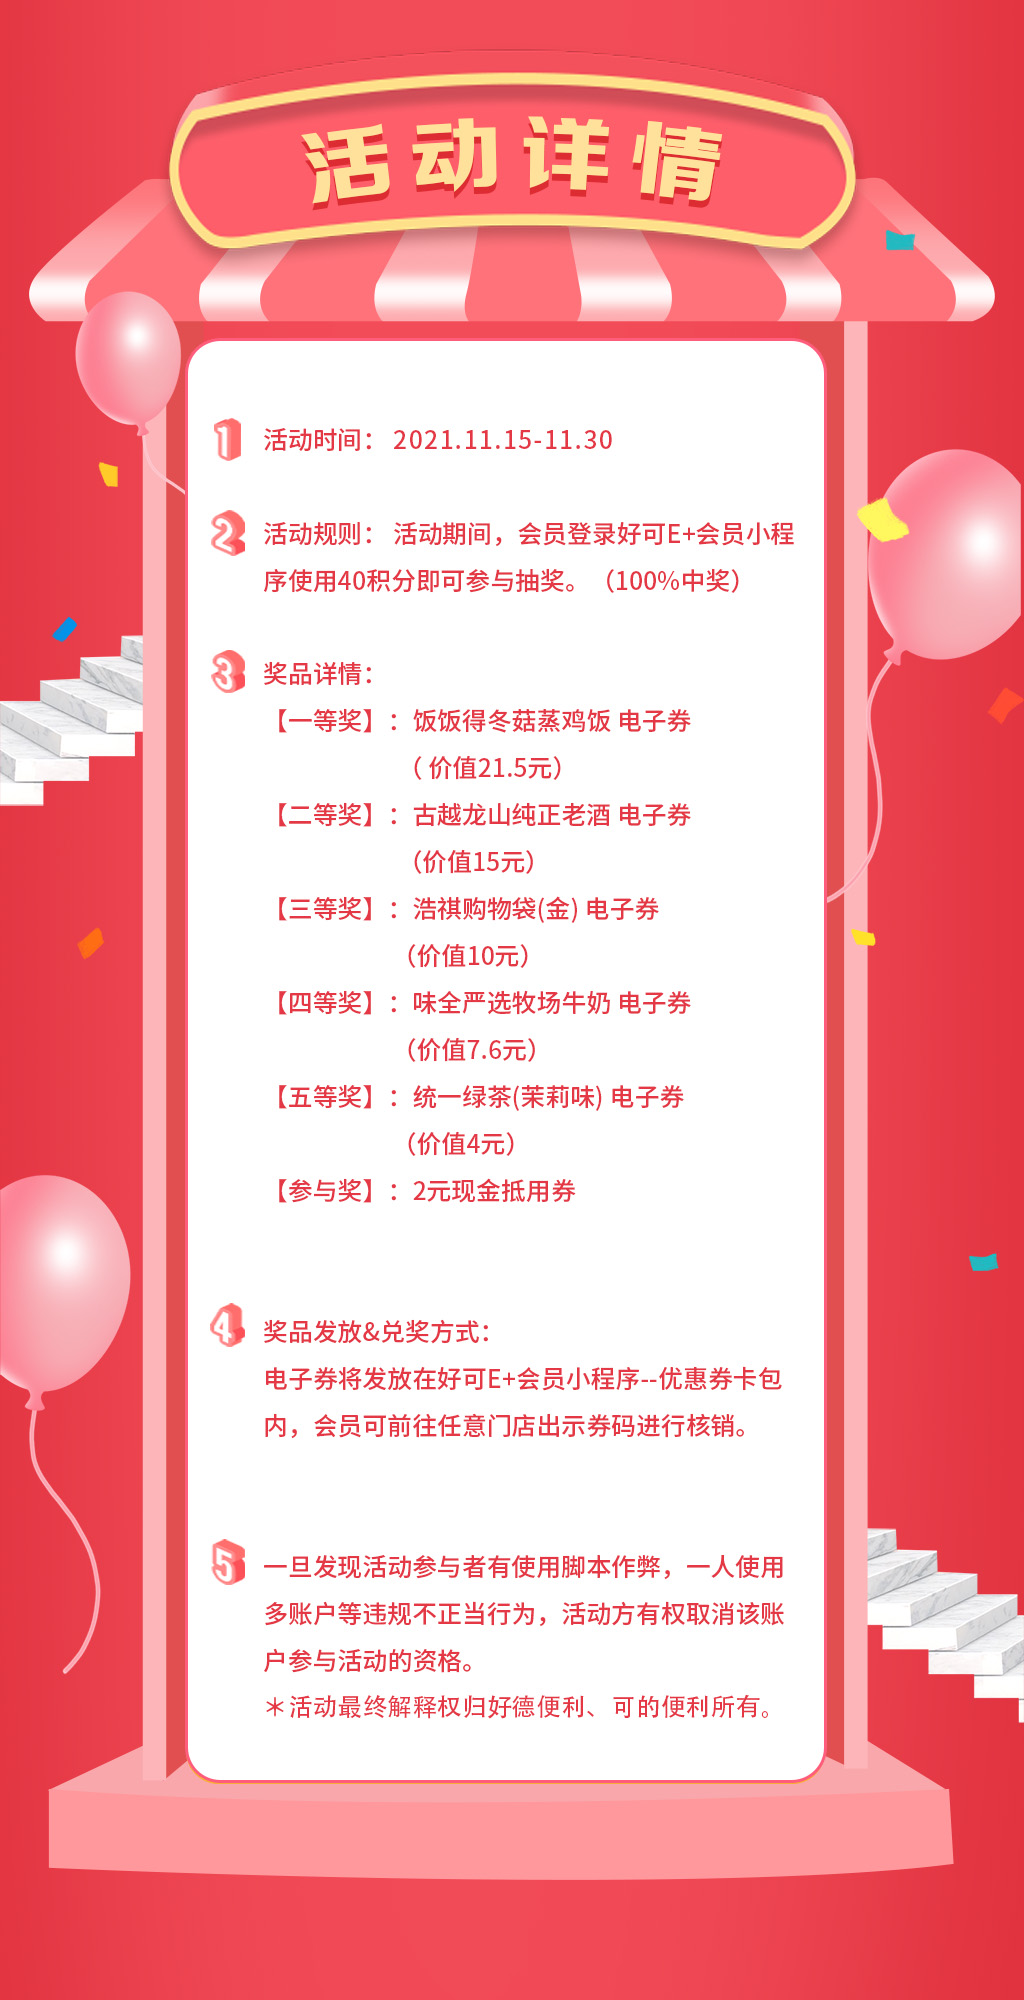 活动详情
1 活动时间： 2021.11.15-11.30
2 活动规则： 活动期间，会员登录好可E+会员小程
序使用40积分即可参与抽奖。（100%中奖）
3 奖品详情：
【一等奖】：饭饭得冬菇蒸鸡饭 电子券
（ 价值21.5元）
【二等奖】：古越龙山纯正老酒 电子券
（价值15元）
【三等奖】：浩祺购物袋(金) 电子券
（价值10元）
【四等奖】：味全严选牧场牛奶 电子券
（价值7.6元）
【五等奖】：统一绿茶(茉莉味) 电子券
（价值4元）
【参与奖】：2元现金抵用券
4 奖品发放&兑奖方式：
电子券将发放在好可E+会员小程序--优惠券卡包
内，会员可前往任意门店出示券码进行核销。
5 一旦发现活动参与者有使用脚本作弊，一人使用
多账户等违规不正当行为，活动方有权取消该账
户参与活动的资格。
＊活动最终解释权归好德便利、可的便利所有。